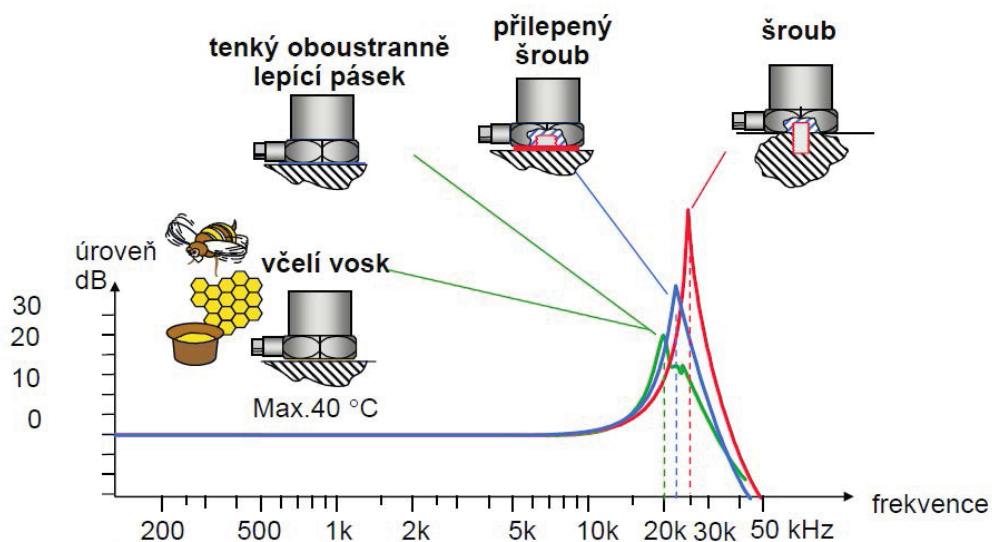 tenký oboustranně
lepící pásek
přilepený
šroub
šroub
úroveň
dB
včelí vosk
30
20
10
0
Max.40 °C
200 500 1k 2k 5k 10k 20k 30k 50 kHz
frekvence